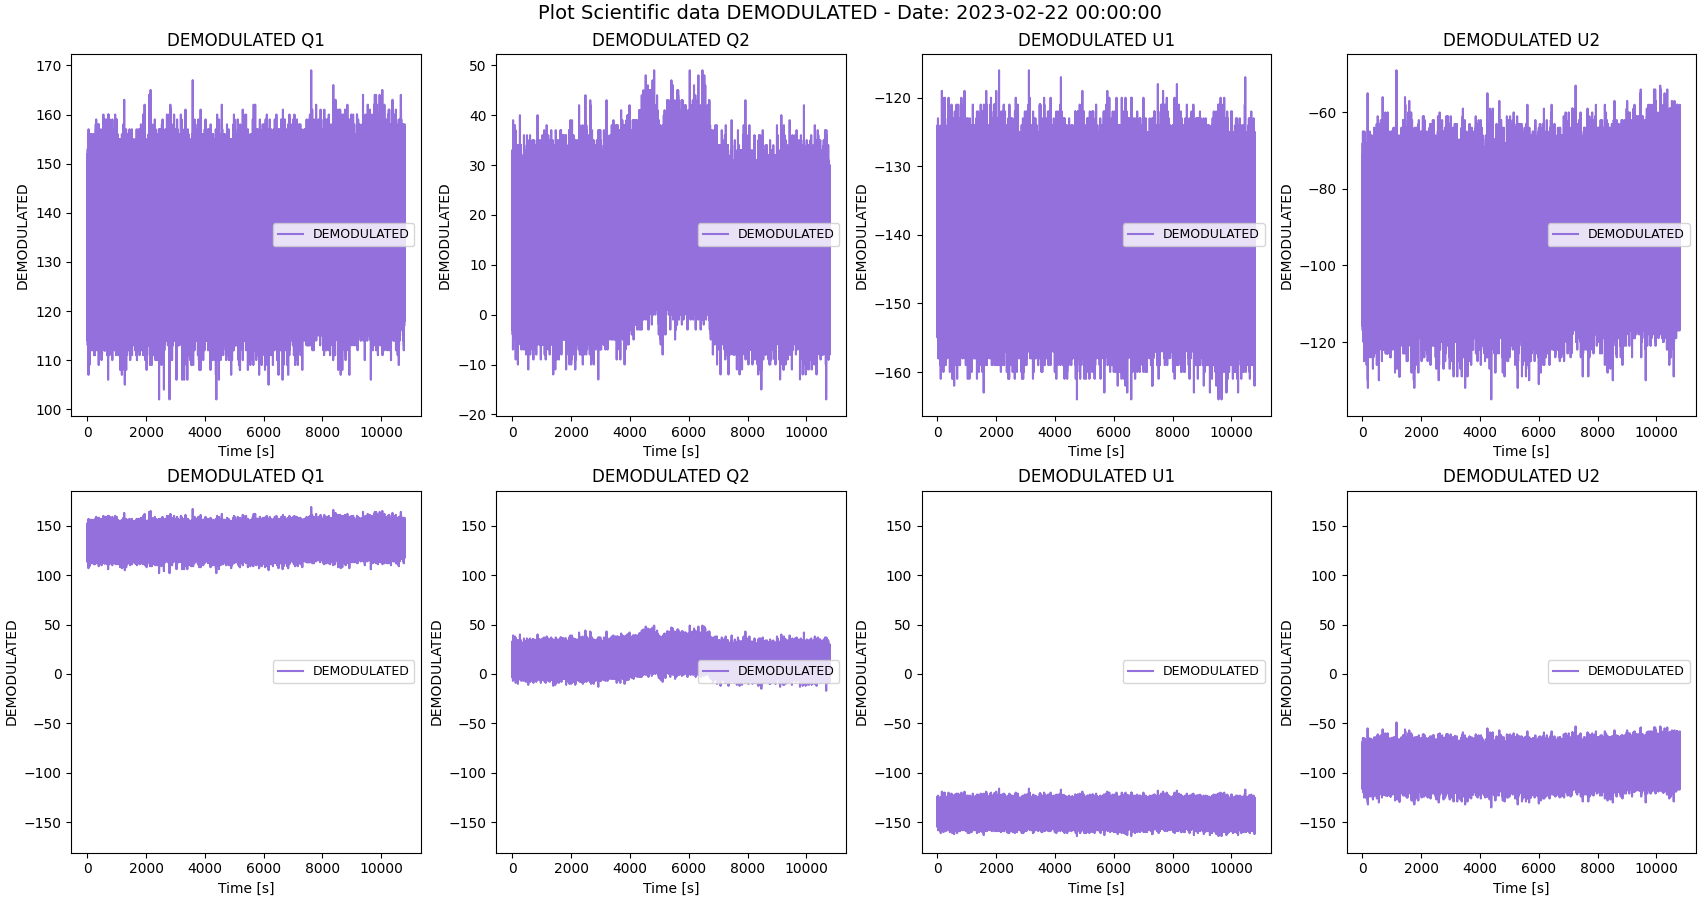 Plot Scientific data DEMODULATED - Date: 2023-02-22 00:00:00
DEMODULATED Q1
DEMODULATED
170
160
150
140
130
120
110
100
DEMODULATED
0 2000 4000 6000 8000 10000
Time [s]
DEMODULATED Q2
DEMODULATED
50
40
30
20
10
0
−10
−20
DEMODULATED
0 2000 4000 6000 8000 10000
Time [s]
DEMODULATED U1
DEMODULATED
−120
−130
−140
−150
−160
DEMODULATED
0 2000 4000 6000 8000 10000
Time [s]
DEMODULATED U2
DEMODULATED
−60
−80
−100
−120
DEMODULATED
0 2000 4000 6000 8000 10000
Time [s]
DEMODULATED Q1
DEMODULATED
150
100
50
0
−50
−100
−150
DEMODULATED
0 2000 4000 6000 8000 10000
Time [s]
DEMODULATED Q2
DEMODULATED
150
100
50
0
−50
−100
−150
DEMODULATED
0 2000 4000 6000 8000 10000
Time [s]
DEMODULATED U1
DEMODULATED
150
100
50
0
−50
−100
−150
DEMODULATED
0 2000 4000 6000 8000 10000
Time [s]
DEMODULATED U2
DEMODULATED
150
100
50
0
−50
−100
−150
DEMODULATED
0 2000 4000 6000 8000 10000
Time [s]